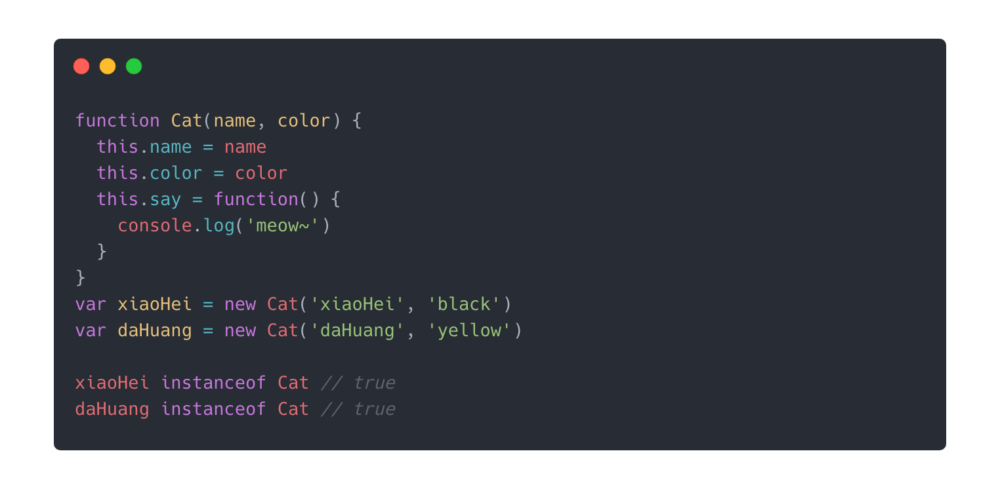 function Cat(name, color) {
  this.name = name
  this.color = color
  this.say = function() {
    console.log('meow~')
  }
}
var xiaoHei = new Cat('xiaoHei', 'black')
var daHuang = new Cat('daHuang', 'yellow')

xiaoHei instanceof Cat // true
daHuang instanceof Cat // true